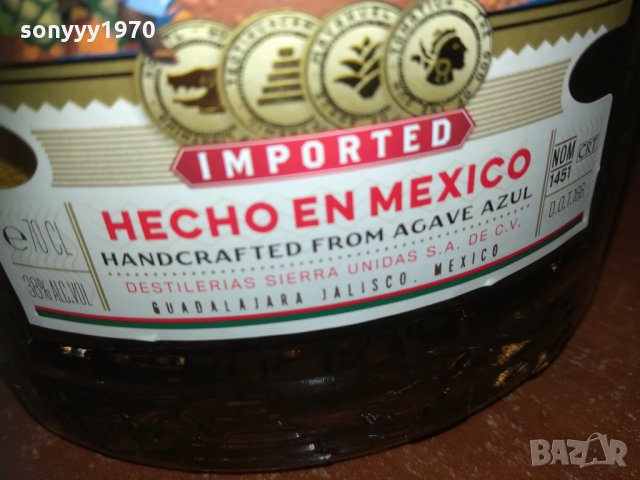 sonyyy1970
IMPORTED
HECHO EN MEXICO
HANDCRAFTED FROM AGAVE AZUL
DESTILERIAS SIERRA UNIDAS S.A. DE C.V.
GUADALAJARA JALISCO, MEXICO
e 70 CL
38% ALC.VOL
NOM
1451
CRT
D.O.T.166
BAZAR